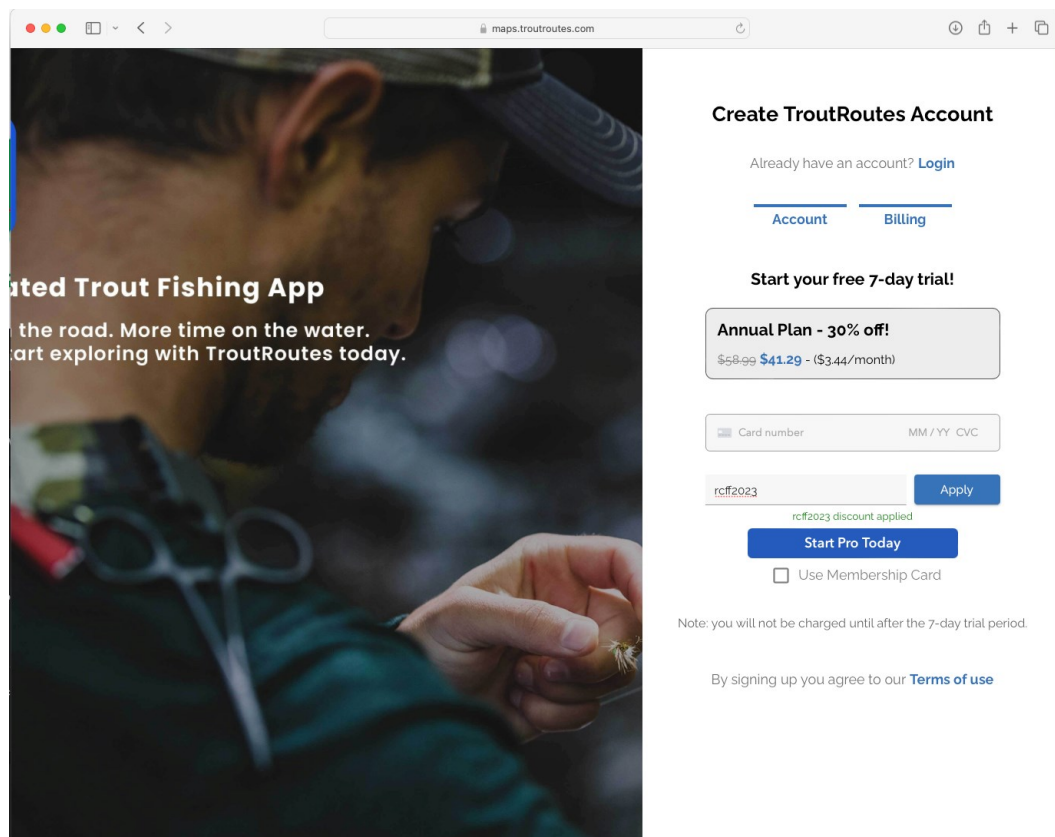 maps.troutroutes.com
ated Trout Fishing App
the road. More time on the water.
tart exploring with TroutRoutes today.
Create TroutRoutes Account
Already have an account? Login
Account Billing
Start your free 7-day trial!
Annual Plan - 30% off!
$58.99 $41.29 - ($3.44/month)
Card number MM / YY CVC
rcff2023 Apply
rcff2023 discount applied
Start Pro Today
Use Membership Card
Note: you will not be charged until after the 7-day trial period.
By signing up you agree to our Terms of use